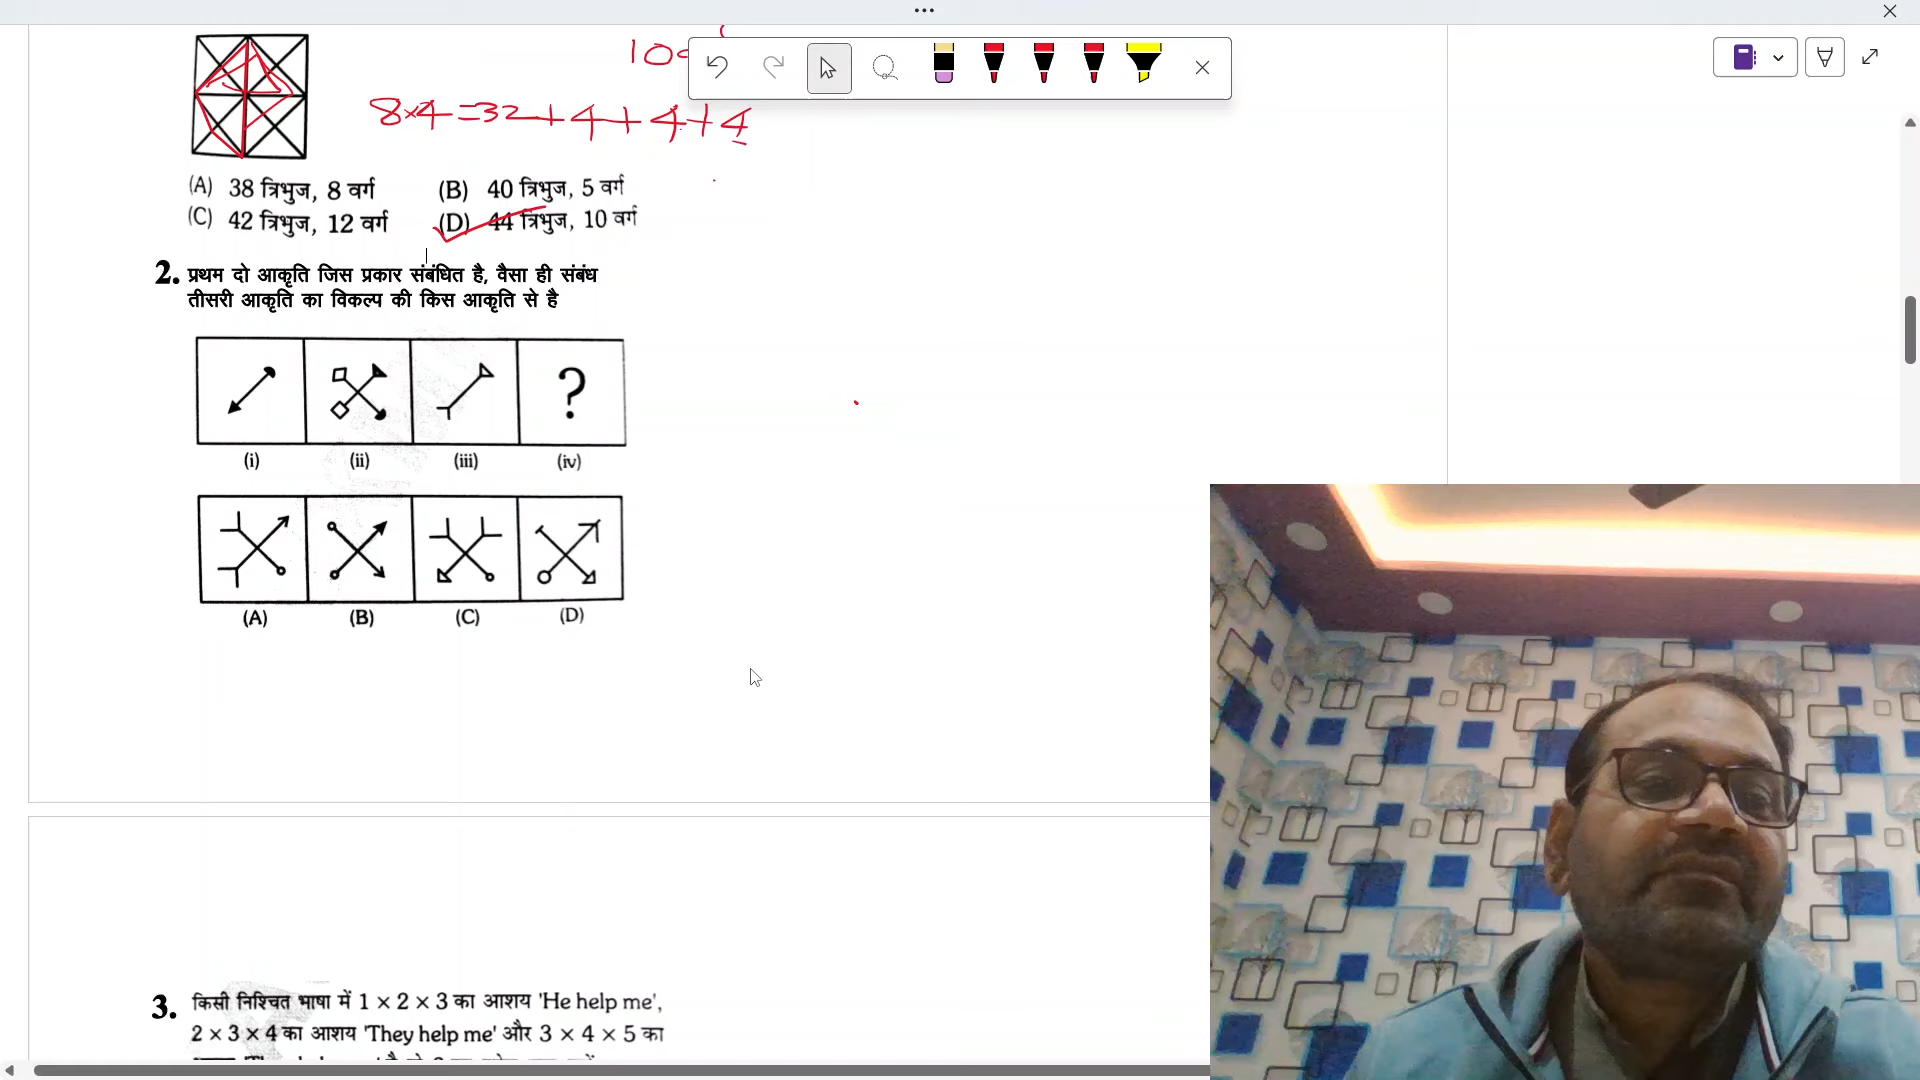 8×4=32+4+4+4
(A) 38 त्रिभुज, 8 वर्ग (B) 40 त्रिभुज, 5 वर्ग
(C) 42 त्रिभुज, 12 वर्ग (D) 44 त्रिभुज, 10 वर्ग
2. प्रथम दो आकृति जिस प्रकार संबंधित है, वैसा ही संबंध
तीसरी आकृति का विकल्प की किस आकृति से है
?
(i) (ii) (iii) (iv)
(A) (B) (C) (D)
3. किसी निश्चित भाषा में 1 × 2 × 3 का आशय 'He help me',
2 × 3 × 4 का आशय 'They help me' और 3 × 4 × 5 का